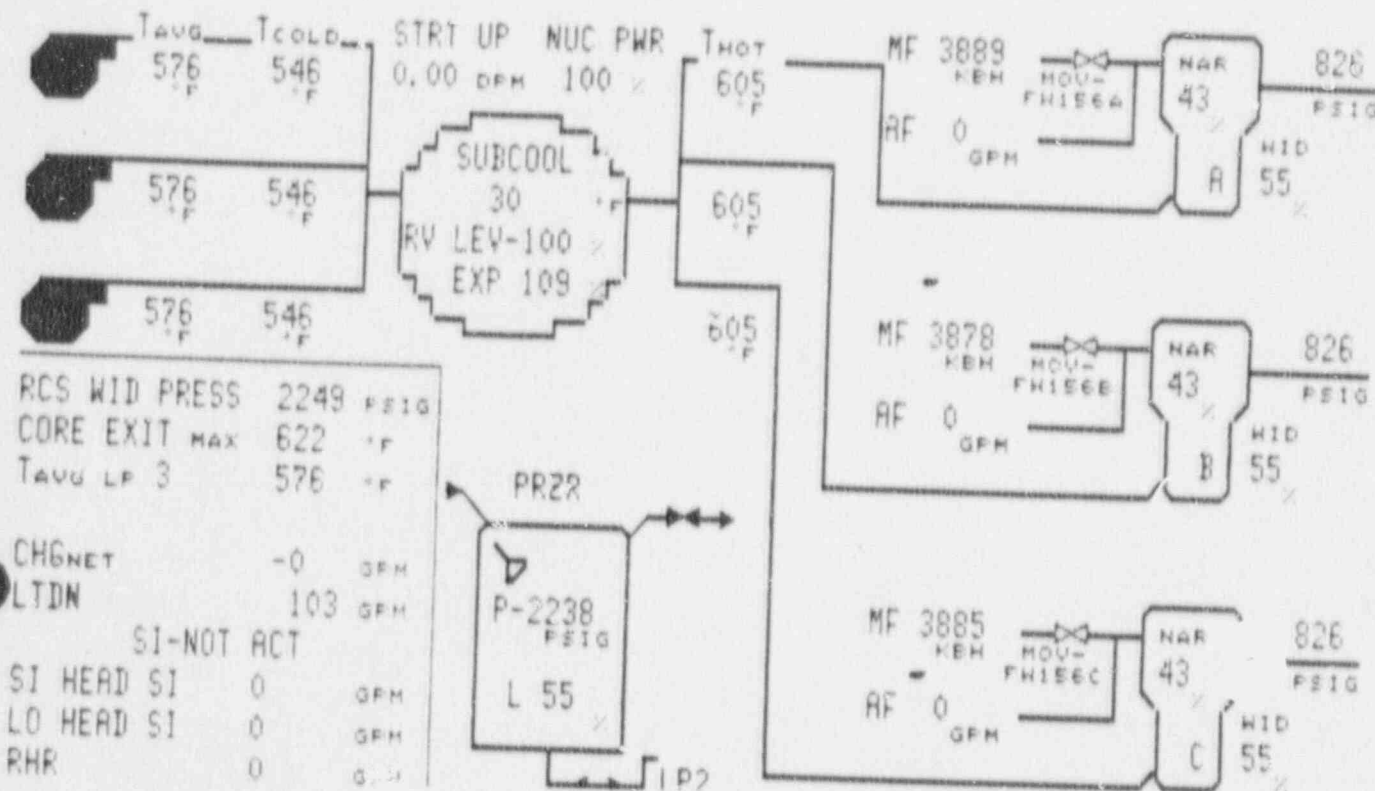 TAVG TCOLD STRT UP NUC PWR THOT
576 °F 546 °F 0.00 DPM 100 % 605 °F
MF 3889 KBH
MOV-FW156A
AF 0 GPM
NAR 43 %
A
WID 55 %
826 PSIG
SUBCOOL
30 °F
RV LEV-100 %
EXP 109 %
576 °F 546 °F
605 °F
576 °F 546 °F
605 °F
MF 3878 KBH
MOV-FW156B
AF 0 GPM
NAR 43 %
B
WID 55 %
826 PSIG
RCS WID PRESS 2249 PSIG
CORE EXIT MAX 622 °F
TAVG LP 3 576 °F
CHGNET -0 GPM
LTDN 103 GPM
SI-NOT ACT
SI HEAD SI 0 GPM
LO HEAD SI 0 GPM
RHR 0
PRZR
P-2238 PSIG
L 55 %
LP2
MF 3885 KBH
MOV-FW156C
AF 0 GPM
NAR 43 %
C
WID 55 %
826 PSIG